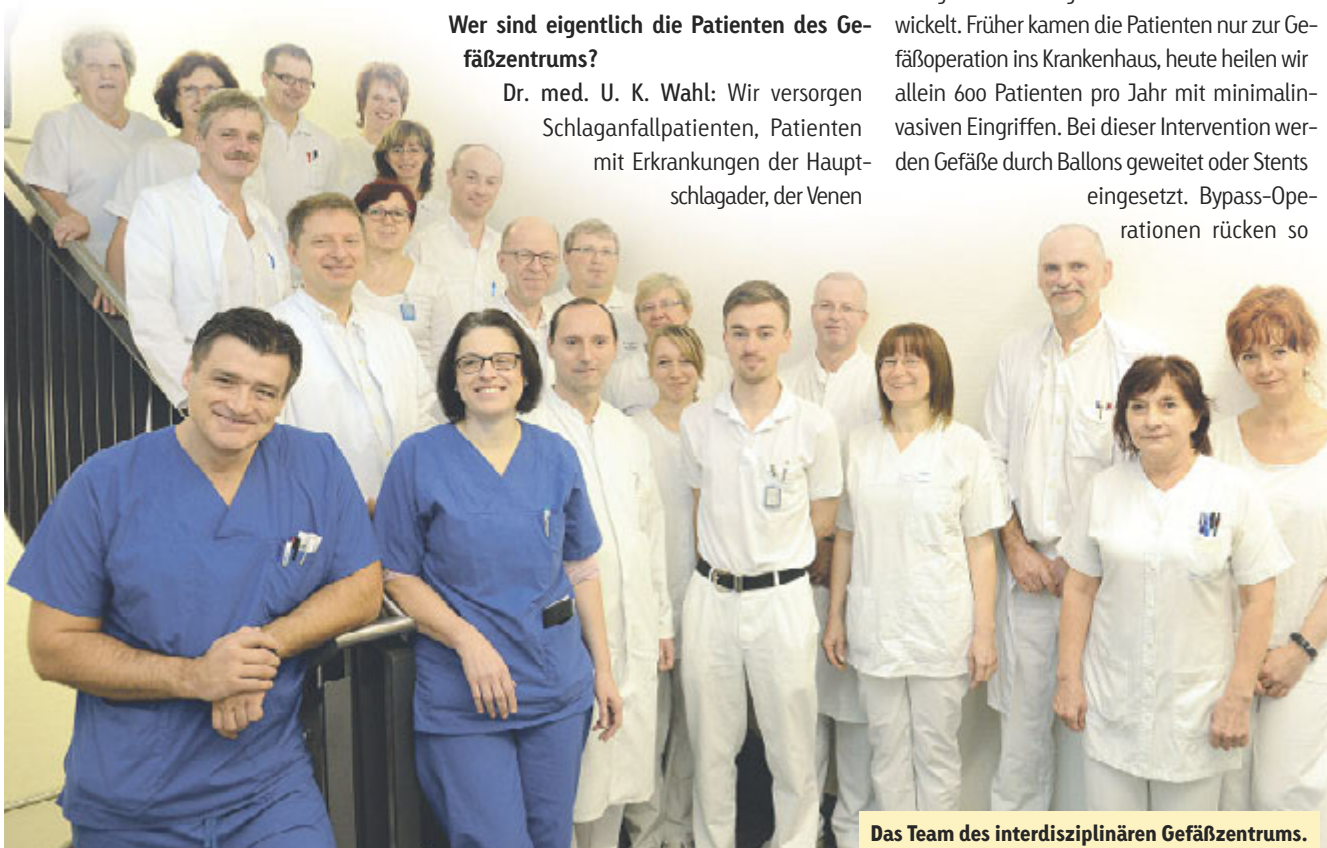 Wer sind eigentlich die Patienten des Ge-
fäßzentrums?
Dr. med. U. K. Wahl: Wir versorgen
Schlaganfallpatienten, Patienten
mit Erkrankungen der Haupt-
schlagader, der Venen
wickelt. Früher kamen die Patienten nur zur Ge-
fäßoperation ins Krankenhaus, heute heilen wir
allein 600 Patienten pro Jahr mit minimalin-
vasiven Eingriffen. Bei dieser Intervention wer-
den Gefäße durch Ballons geweitet oder Stents
eingesetzt. Bypass-Ope-
rationen rücken so
Das Team des interdisziplinären Gefäßzentrums.